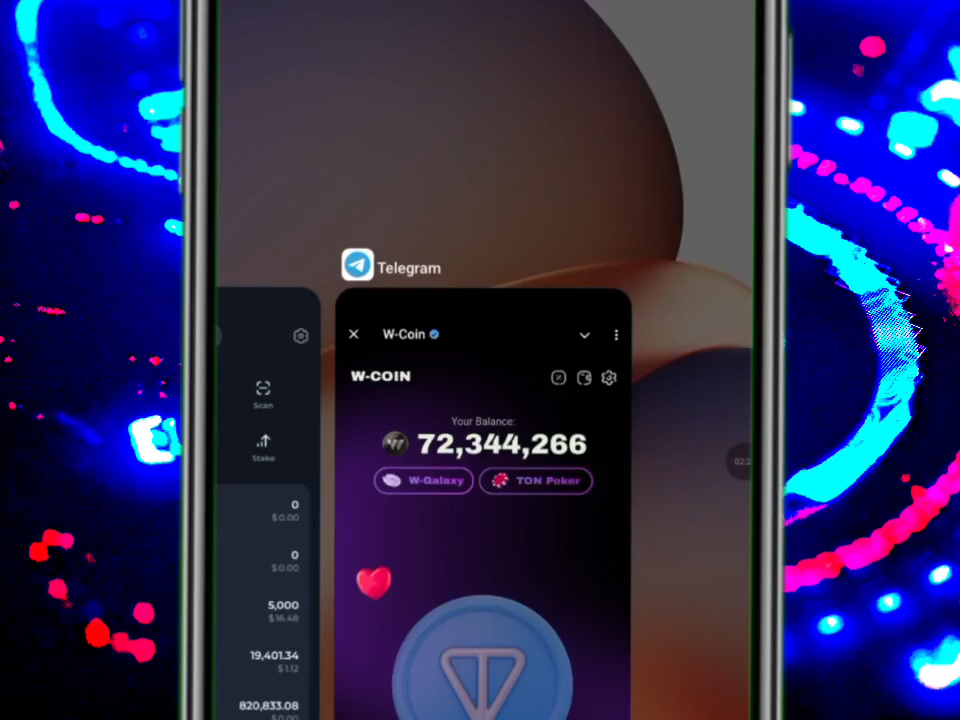 Telegram
W-Coin
W-COIN
Scan
Your Balance:
72,344,266
Stake
W-Galaxy
TON Poker
0
$0.00
0
$0.00
5,000
$16.48
19,401.34
$1.12
820,833.08
$0.00